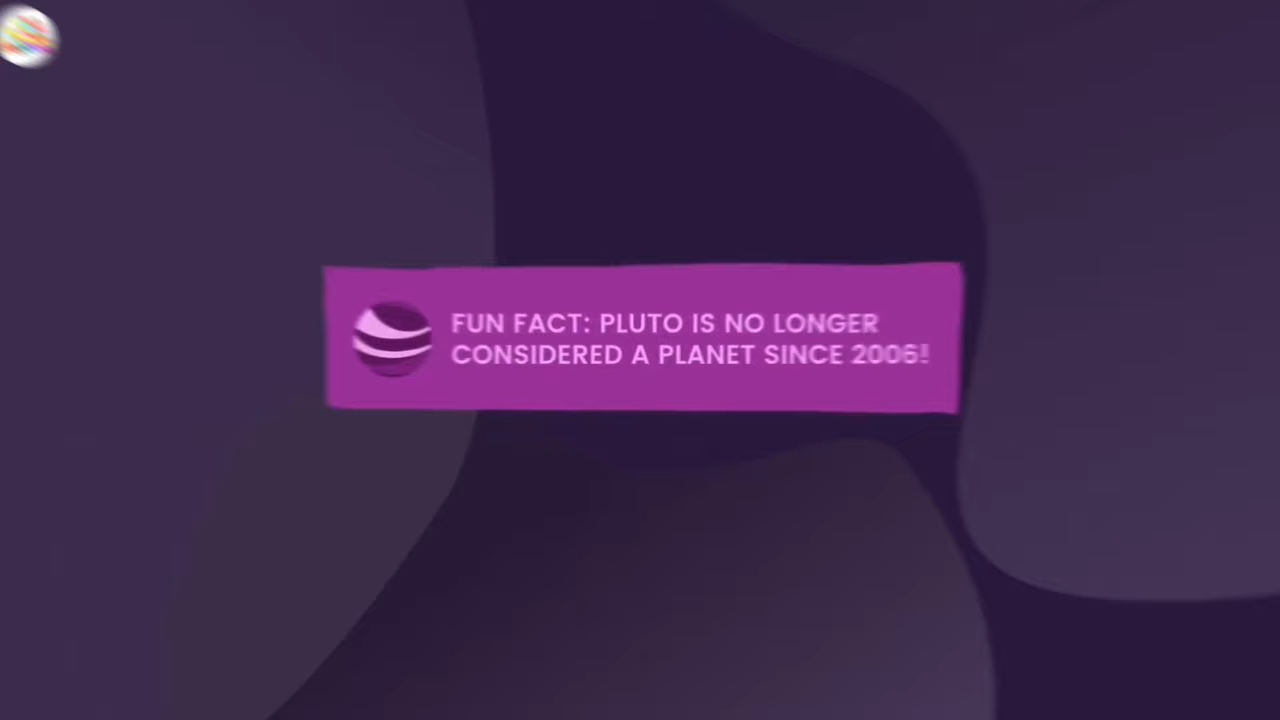 FUN FACT: PLUTO IS NO LONGER
CONSIDERED A PLANET SINCE 2006!